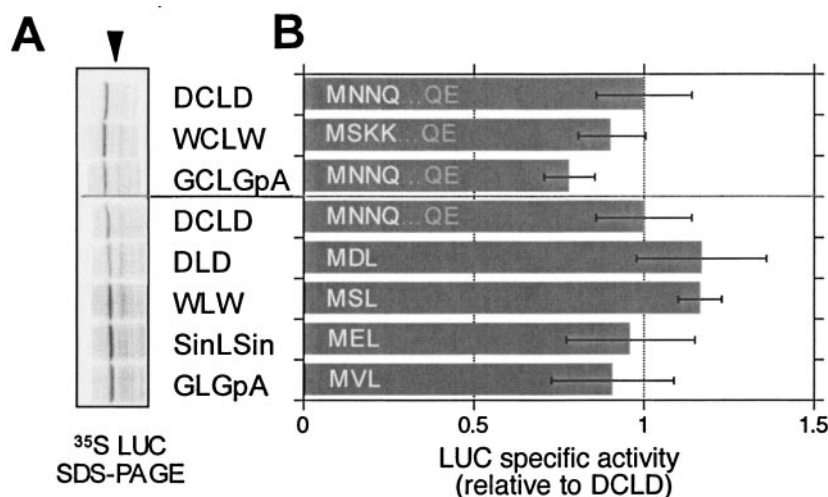 A
B
DCLD MNNQ...QE
WCLW MSKK...QE
GCLGpA MNNQ...QE
DCLD MNNQ...QE
DLD MDL
WLW MSL
SinLSin MEL
GLGpA MVL
0 0.5 1 1.5
³⁵S LUC
SDS-PAGE
LUC specific activity
(relative to DCLD)